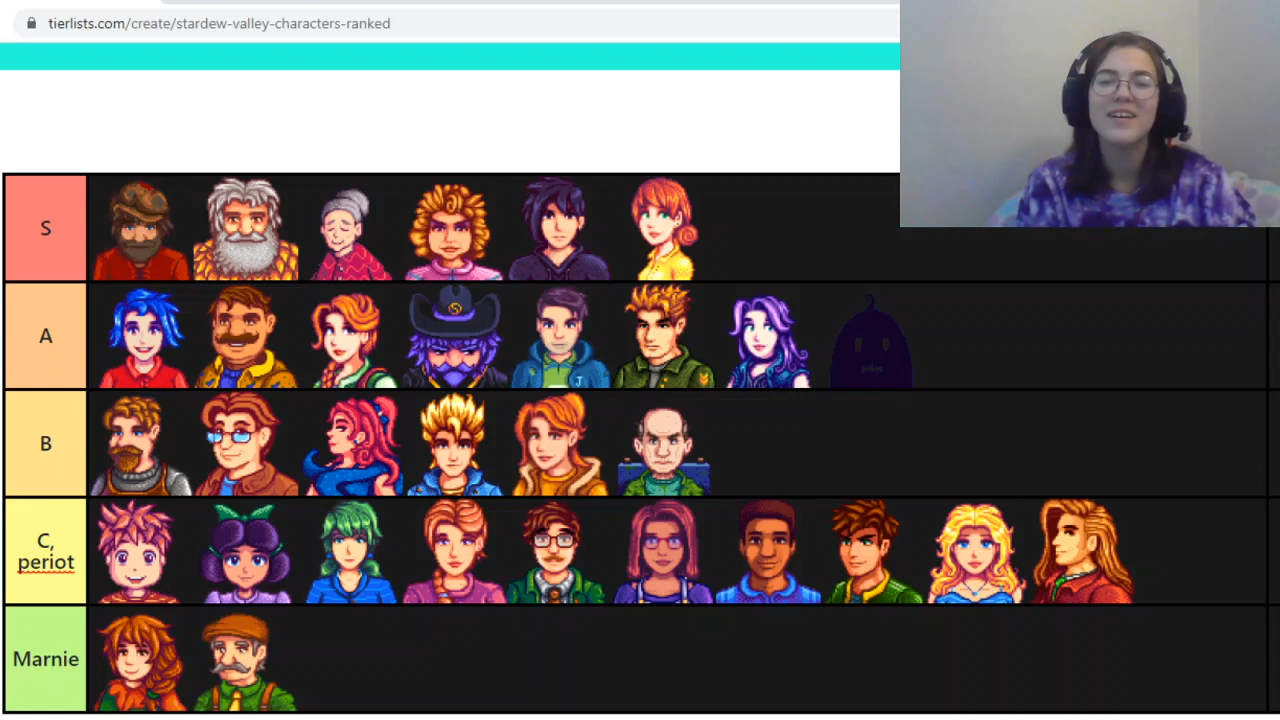 tierlists.com/create/stardew-valley-characters-ranked
S
A
B
C,
periot
Marnie